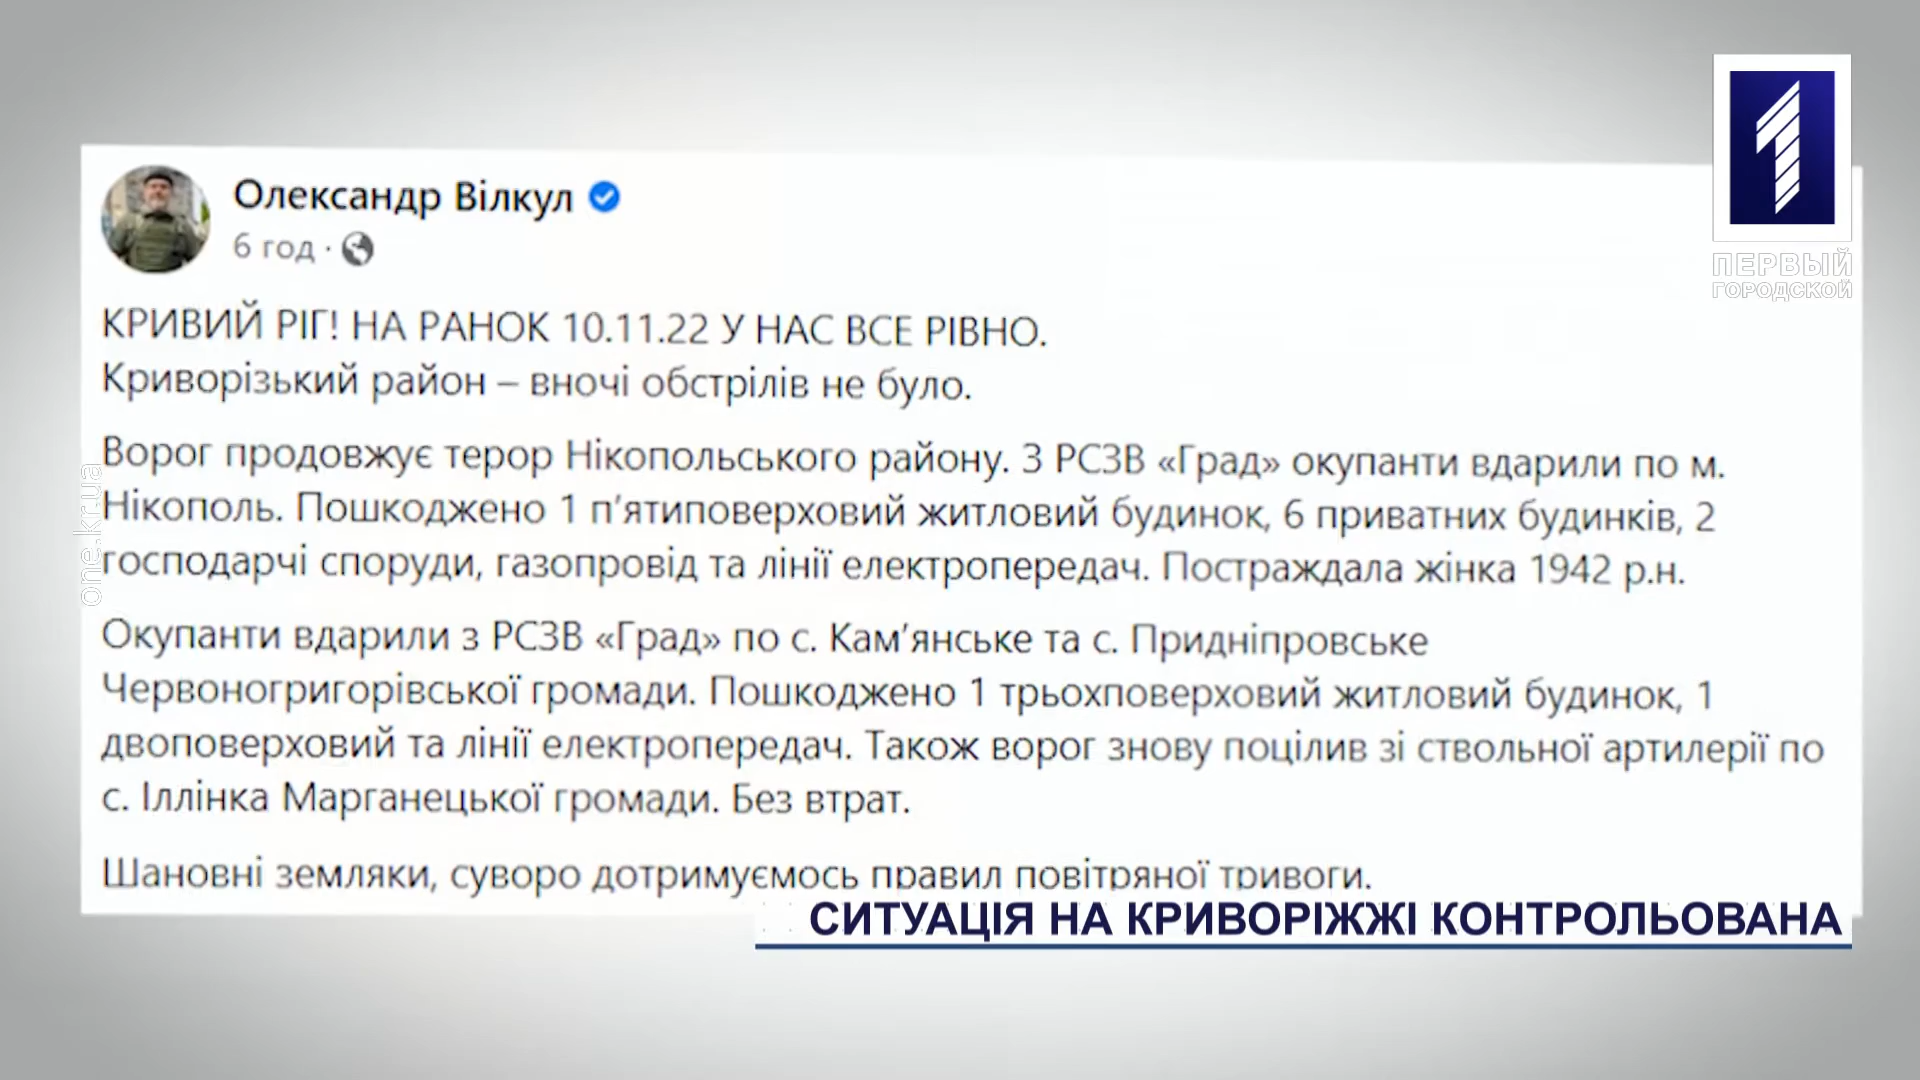 ПЕРВЫЙ
ГОРОДСКОЙ
Олександр Вілкул
6 год ·
КРИВИЙ РІГ! НА РАНОК 10.11.22 У НАС ВСЕ РІВНО.
Криворізький район – вночі обстрілів не було.
Ворог продовжує терор Нікопольського району. З РСЗВ «Град» окупанти вдарили по м.
Нікополь. Пошкоджено 1 п'ятиповерховий житловий будинок, 6 приватних будинків, 2
господарчі споруди, газопровід та лінії електропередач. Постраждала жінка 1942 р.н.
Окупанти вдарили з РСЗВ «Град» по с. Кам'янське та с. Придніпровське
Червоногригорівської громади. Пошкоджено 1 трьохповерховий житловий будинок, 1
двоповерховий та лінії електропередач. Також ворог знову поцілив зі ствольної артилерії по
с. Іллінка Марганецької громади. Без втрат.
Шановні земляки, суворо дотримуємось правил повітряної тривоги.
СИТУАЦІЯ НА КРИВОРІЖЖІ КОНТРОЛЬОВАНА
one.kr.ua